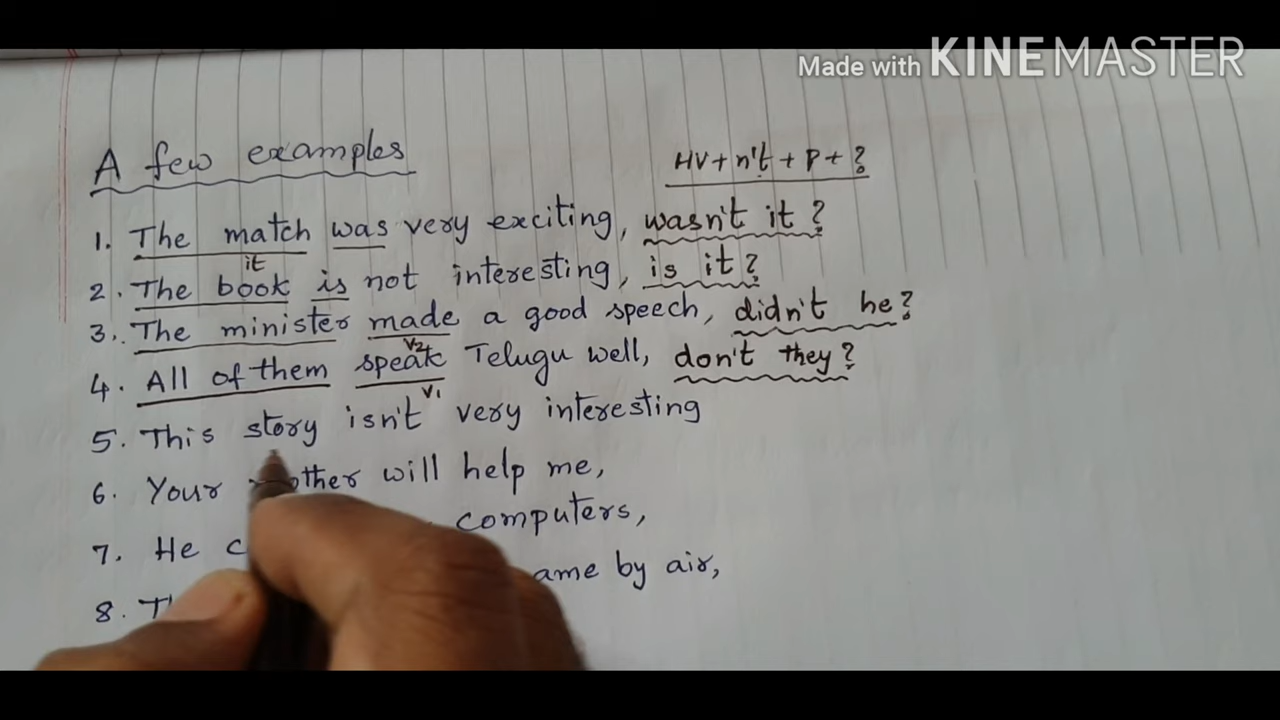 Made with KINEMASTER
A few examples
HV + n't + P + ?
1. The match was very exciting, wasn't it?
it
2. The book is not interesting, is it?
3. The minister made a good speech, didn't he?
V2
4. All of them speak Telugu well, don't they?
V1
5. This story isn't very interesting
6. Your will help me,
7. He computers,
8. by air,